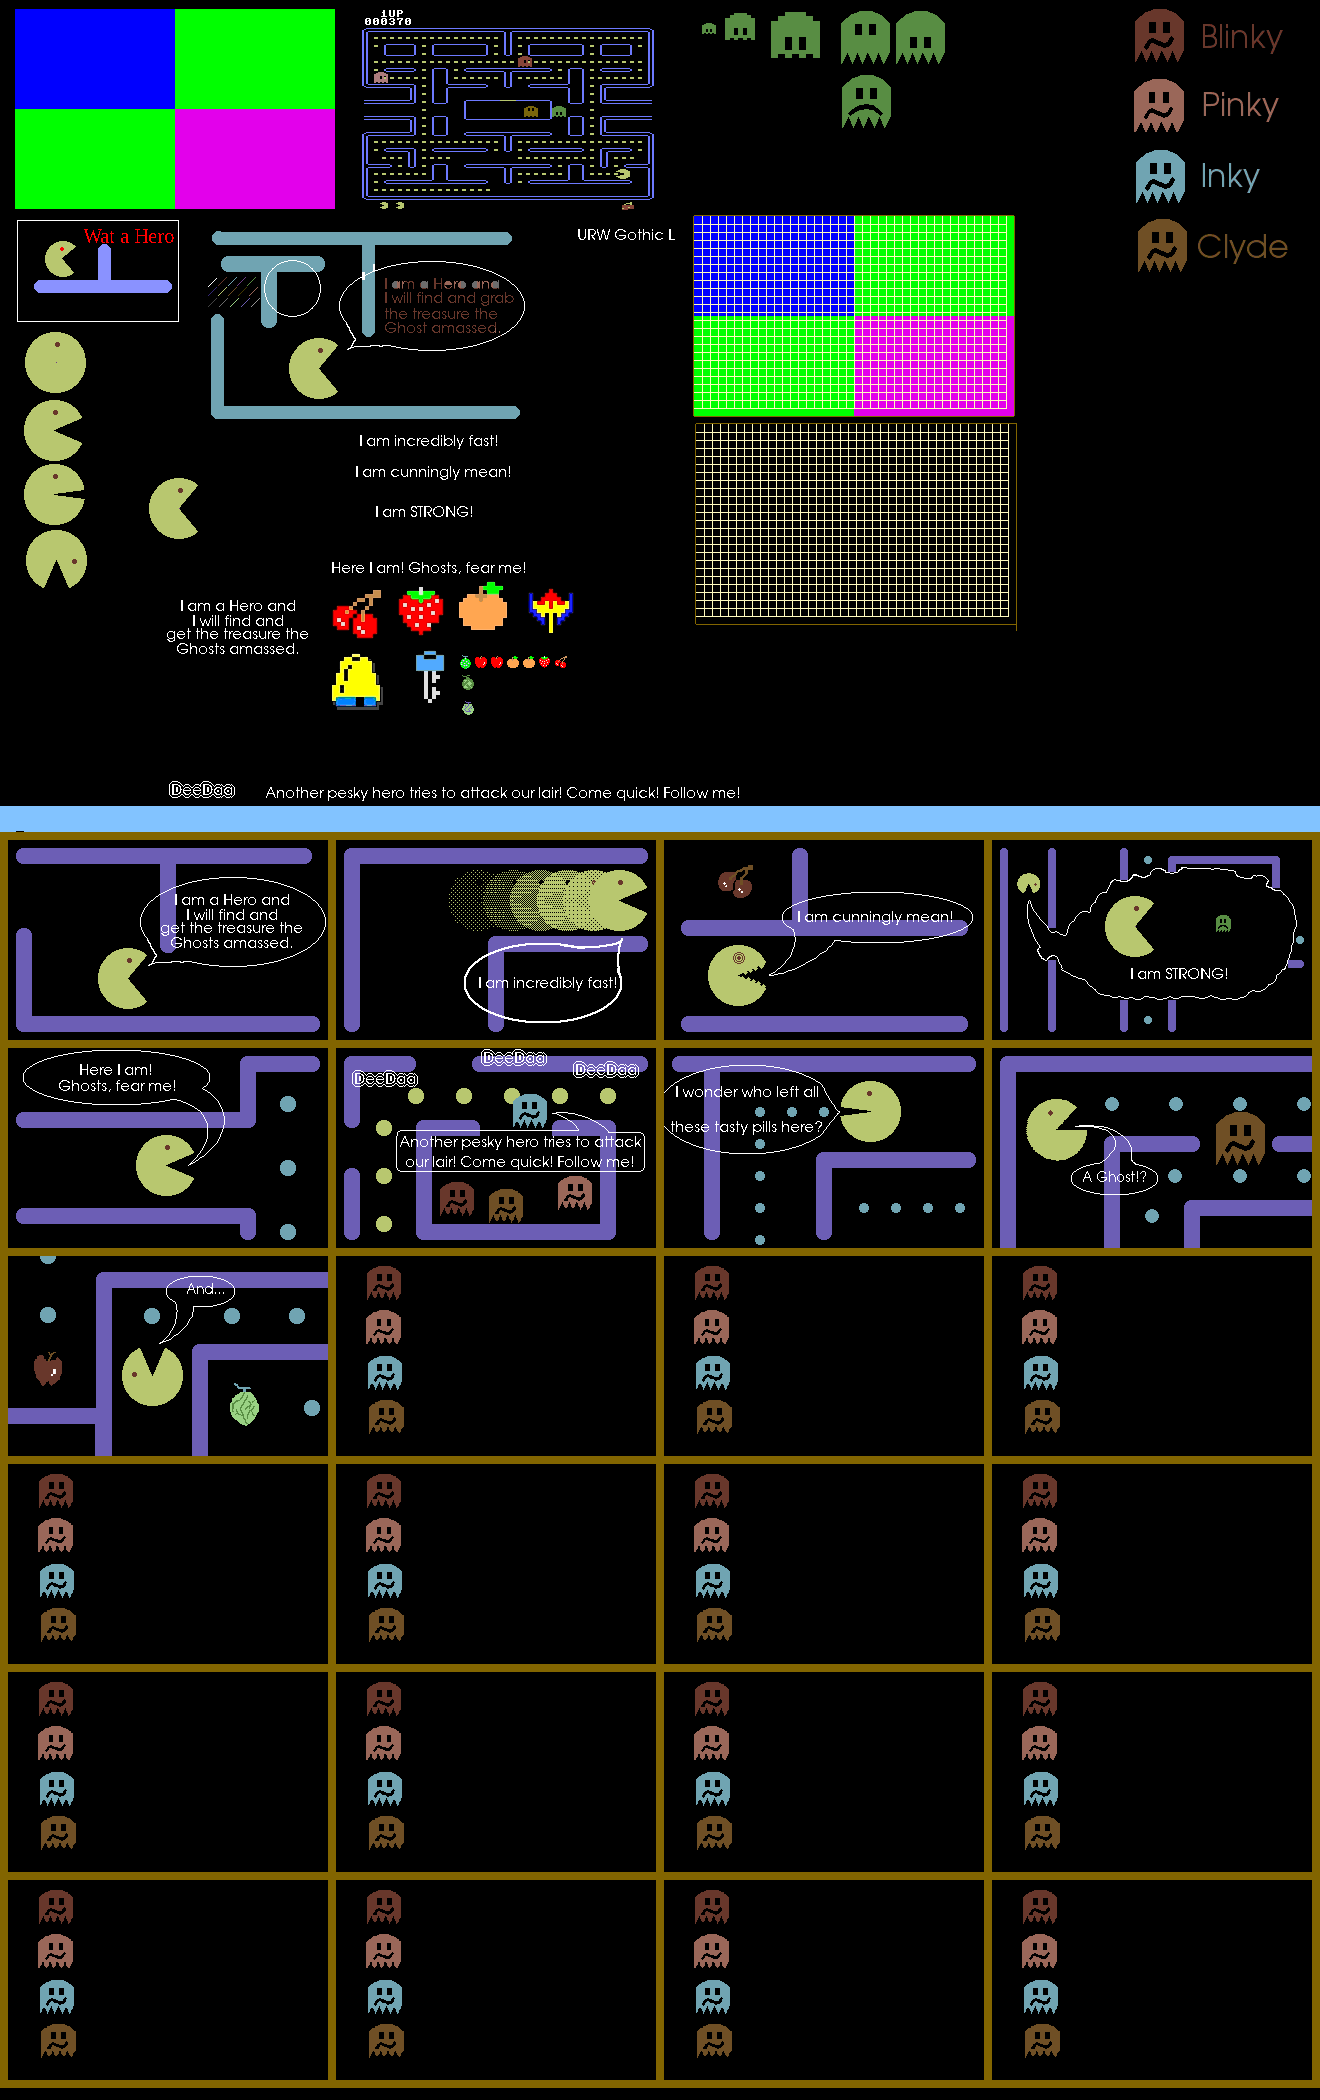 1UP
000370
Blinky
Pinky
Inky
Clyde
Wat a Hero
URW Gothic L
I am a Hero and
I will find and grab
the treasure the
Ghost amassed.
I am incredibly fast!
I am cunningly mean!
I am STRONG!
Here I am! Ghosts, fear me!
I am a Hero and
I will find and
get the treasure the
Ghosts amassed.
DeeDaa
Another pesky hero tries to attack our lair! Come quick! Follow me!
I am a Hero and
I will find and
get the treasure the
Ghosts amassed.
I am incredibly fast!
I am cunningly mean!
I am STRONG!
Here I am!
Ghosts, fear me!
DeeDaa
DeeDaa
DeeDaa
Another pesky hero tries to attack
our lair! Come quick! Follow me!
I wonder who left all
these tasty pills here?
A Ghost!?
And...